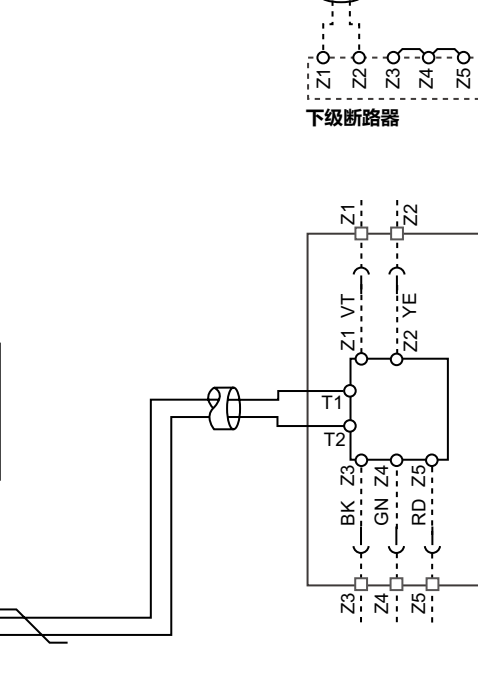 Z1 Z2 Z3 Z4 Z5
下级断路器
Z1 Z2
VT YE
Z1 Z2
T1
T2
Z3 Z4 Z5
BK GN RD
Z3 Z4 Z5